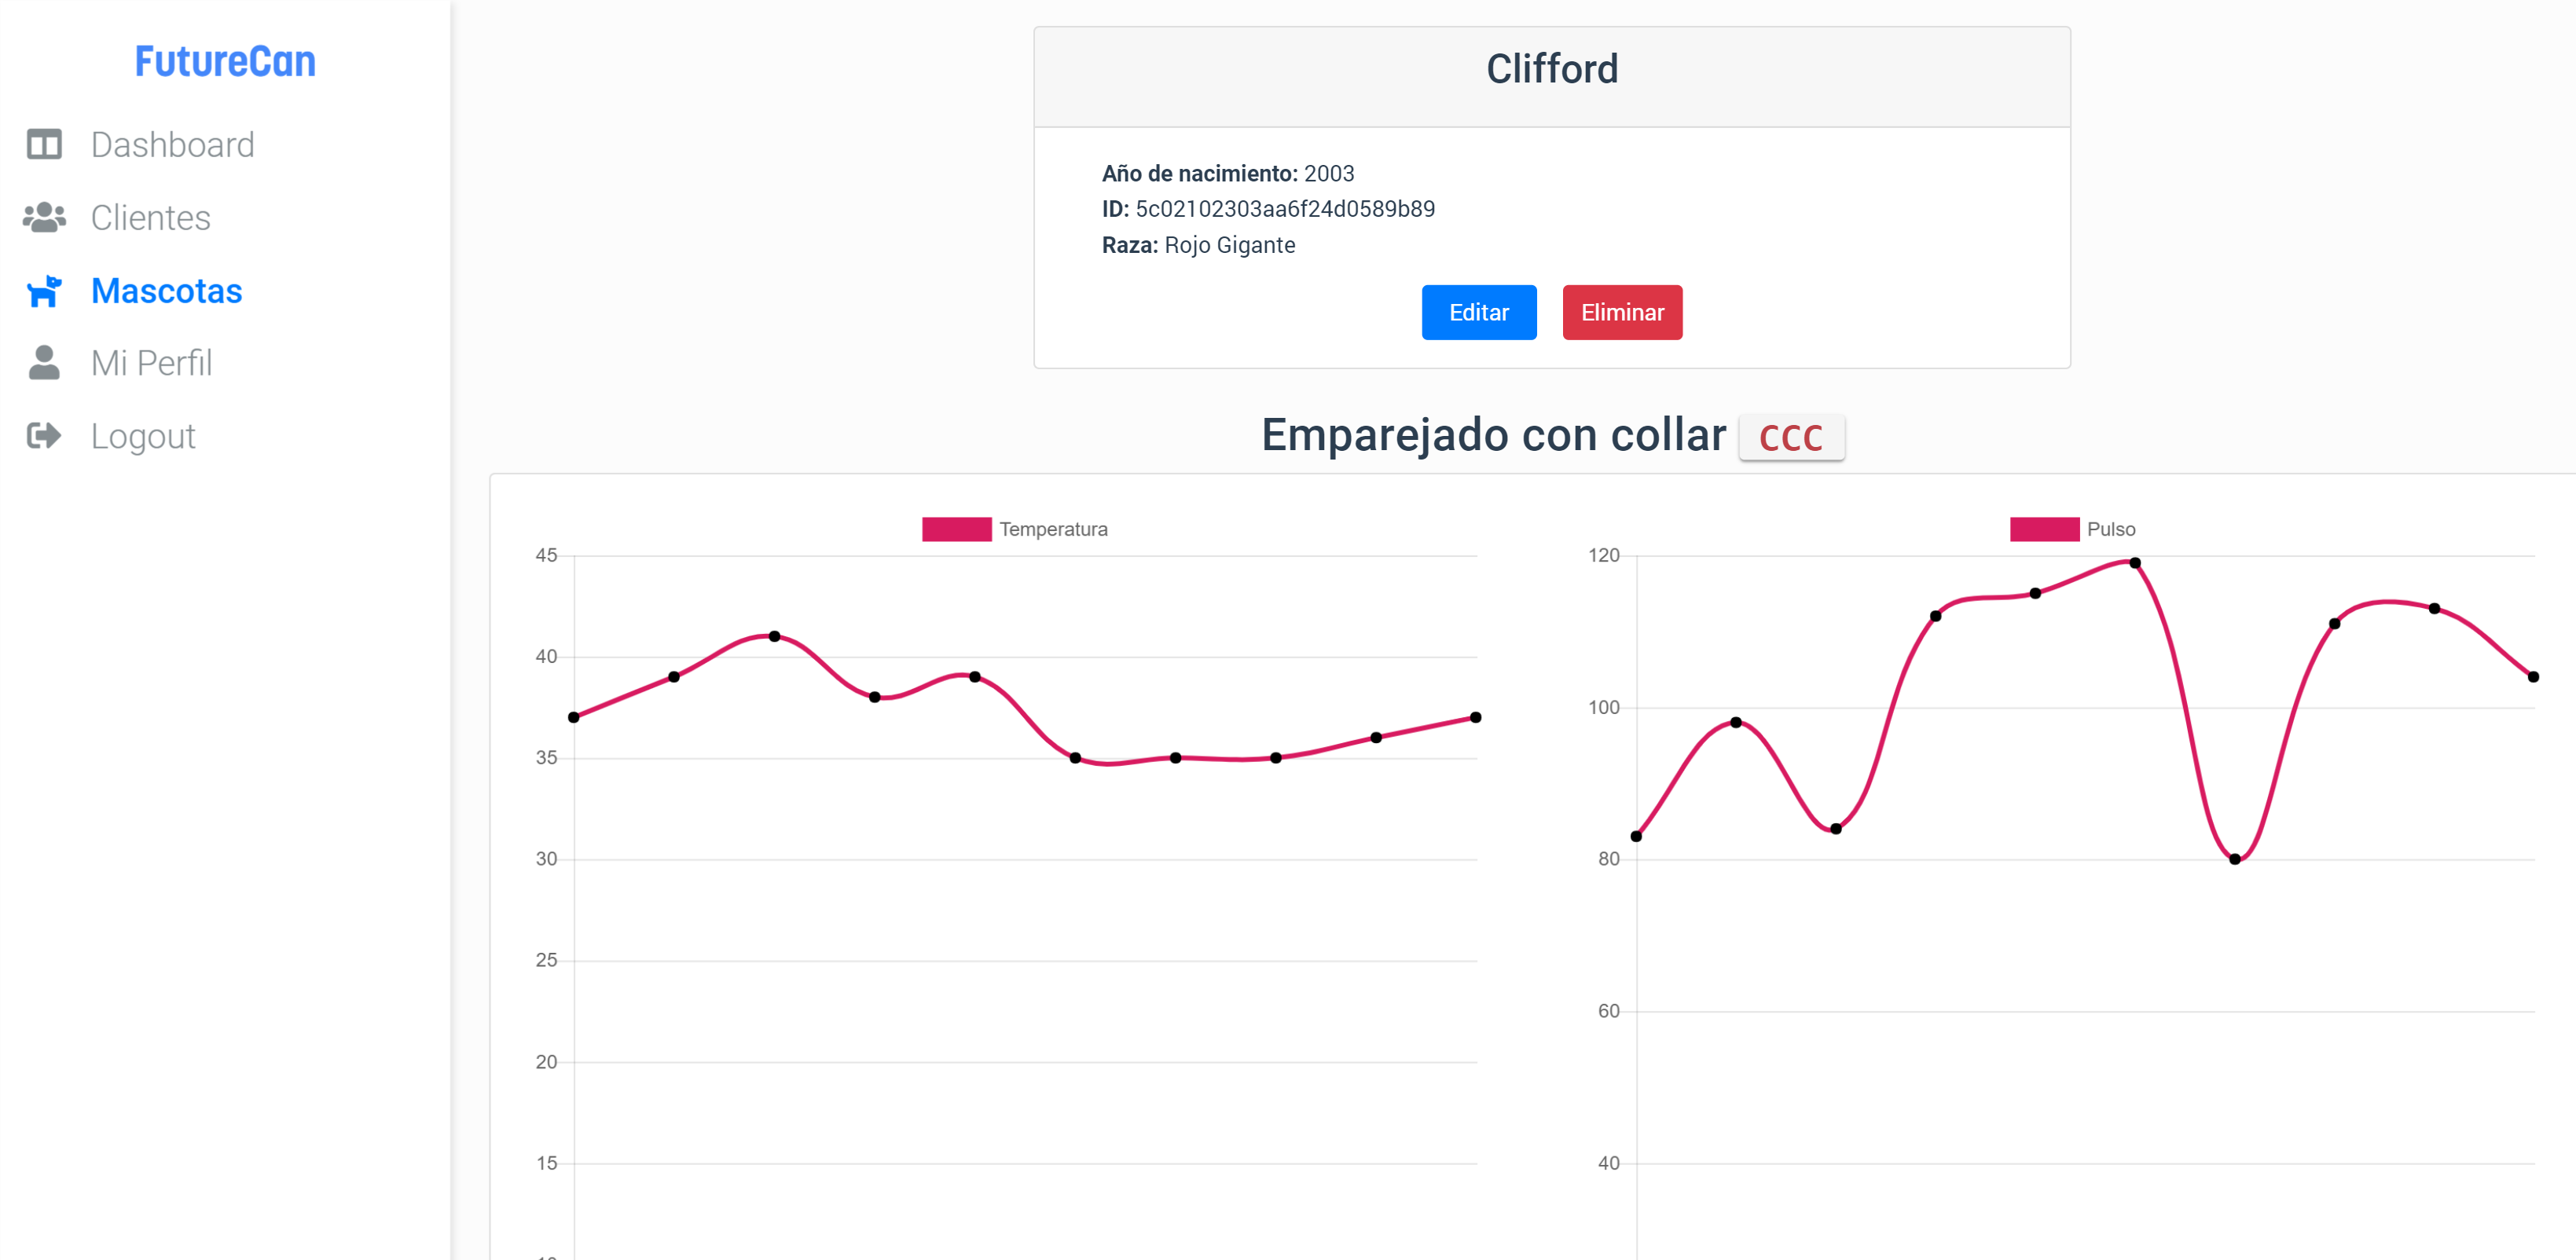 FutureCan
Dashboard
Clientes
Mascotas
Mi Perfil
Logout
Clifford
Año de nacimiento: 2003
ID: 5c02102303aa6f24d0589b89
Raza: Rojo Gigante
Editar Eliminar
Emparejado con collar ccc
Temperatura
45
40
35
30
25
20
15
Pulso
120
100
80
60
40